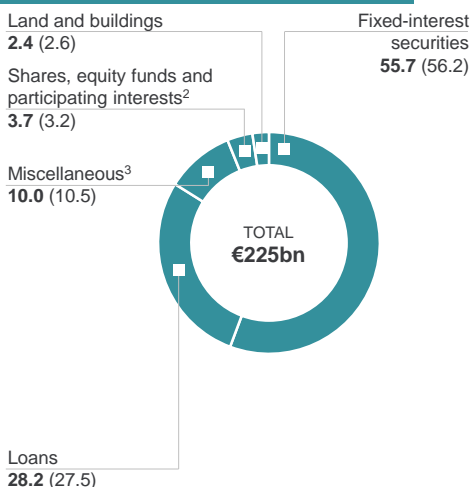 Land and buildings
2.4 (2.6)
Fixed-interest
securities
55.7 (56.2)
Shares, equity funds and
participating interests²
3.7 (3.2)
Miscellaneous³
10.0 (10.5)
TOTAL
€225bn
Loans
28.2 (27.5)